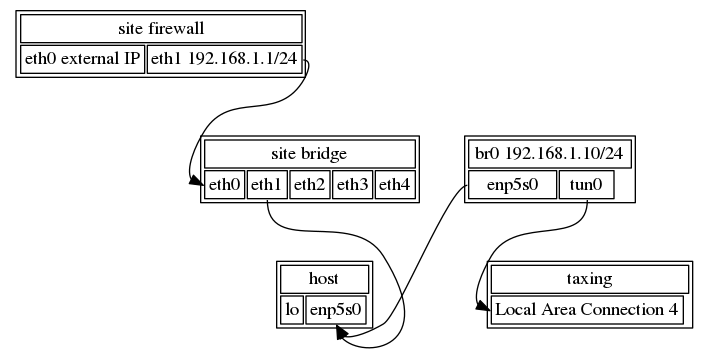 site firewall
eth0 external IP eth1 192.168.1.1/24
site bridge
eth0 eth1 eth2 eth3 eth4
br0 192.168.1.10/24
enp5s0 tun0
host
lo enp5s0
taxing
Local Area Connection 4